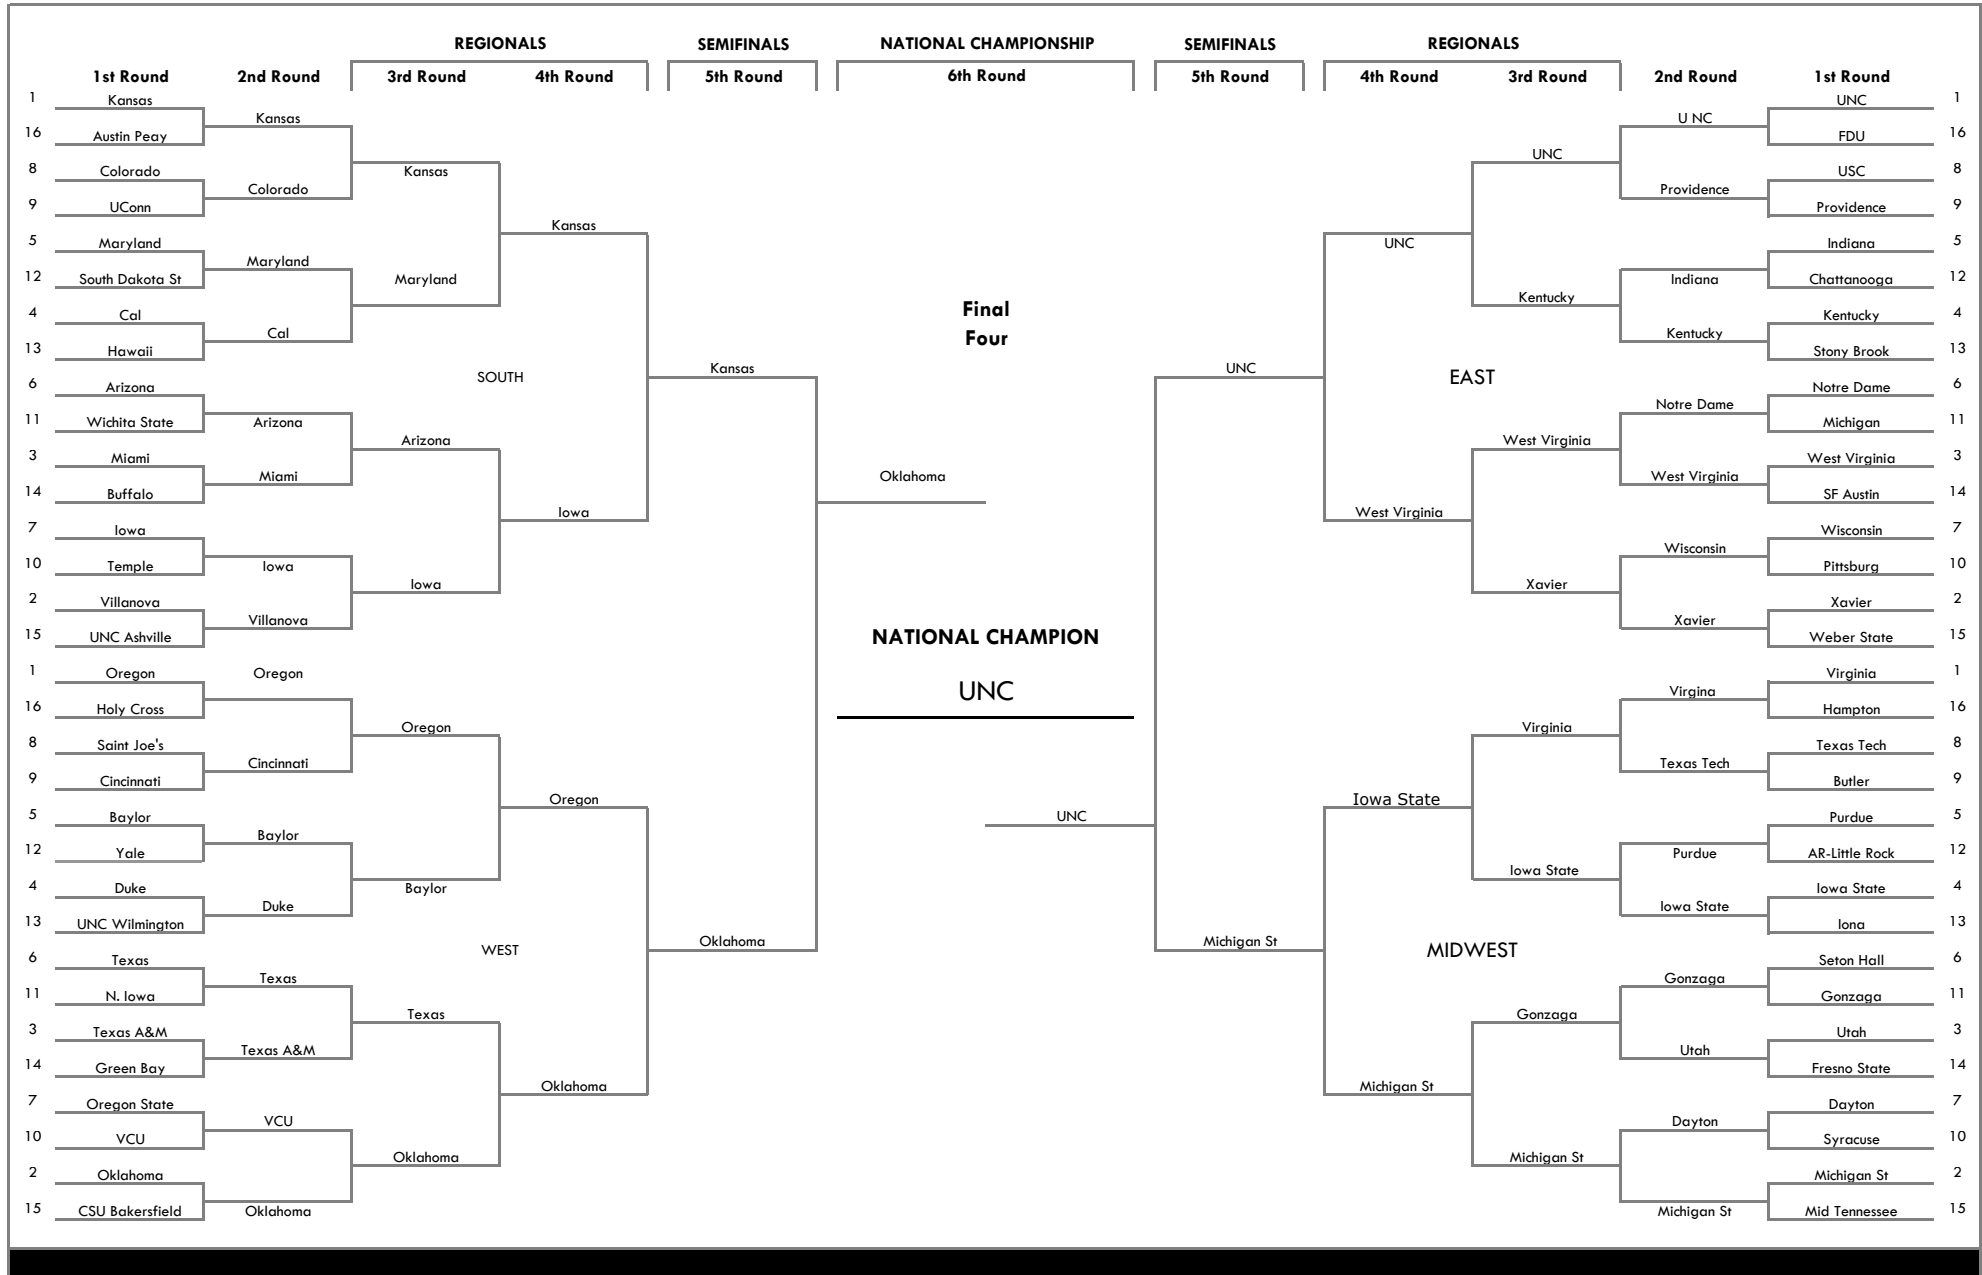 REGIONALS
SEMIFINALS
NATIONAL CHAMPIONSHIP
SEMIFINALS
REGIONALS
1st Round
2nd Round
3rd Round
4th Round
5th Round
6th Round
5th Round
4th Round
3rd Round
2nd Round
1st Round
1 Kansas
16 Austin Peay
8 Colorado
9 UConn
5 Maryland
12 South Dakota St
4 Cal
13 Hawaii
6 Arizona
11 Wichita State
3 Miami
14 Buffalo
7 Iowa
10 Temple
2 Villanova
15 UNC Ashville
1 Oregon
16 Holy Cross
8 Saint Joe's
9 Cincinnati
5 Baylor
12 Yale
4 Duke
13 UNC Wilmington
6 Texas
11 N. Iowa
3 Texas A&M
14 Green Bay
7 Oregon State
10 VCU
2 Oklahoma
15 CSU Bakersfield
Kansas
Colorado
Maryland
Cal
Arizona
Miami
Iowa
Villanova
Oregon
Cincinnati
Baylor
Duke
Texas
Texas A&M
VCU
Oklahoma
Kansas
Maryland
Arizona
Iowa
Oregon
Baylor
Texas
Oklahoma
Kansas
SOUTH
Iowa
Oregon
WEST
Oklahoma
Kansas
Oklahoma
Final
Four
Oklahoma
NATIONAL CHAMPION
UNC
UNC
UNC
Michigan St
UNC
EAST
West Virginia
Iowa State
MIDWEST
Michigan St
UNC
Kentucky
West Virginia
Xavier
Virginia
Iowa State
Gonzaga
Michigan St
U NC
Providence
Indiana
Kentucky
Notre Dame
West Virginia
Wisconsin
Xavier
Virgina
Texas Tech
Purdue
Iowa State
Gonzaga
Utah
Dayton
Michigan St
UNC 1
FDU 16
USC 8
Providence 9
Indiana 5
Chattanooga 12
Kentucky 4
Stony Brook 13
Notre Dame 6
Michigan 11
West Virginia 3
SF Austin 14
Wisconsin 7
Pittsburg 10
Xavier 2
Weber State 15
Virginia 1
Hampton 16
Texas Tech 8
Butler 9
Purdue 5
AR-Little Rock 12
Iowa State 4
Iona 13
Seton Hall 6
Gonzaga 11
Utah 3
Fresno State 14
Dayton 7
Syracuse 10
Michigan St 2
Mid Tennessee 15